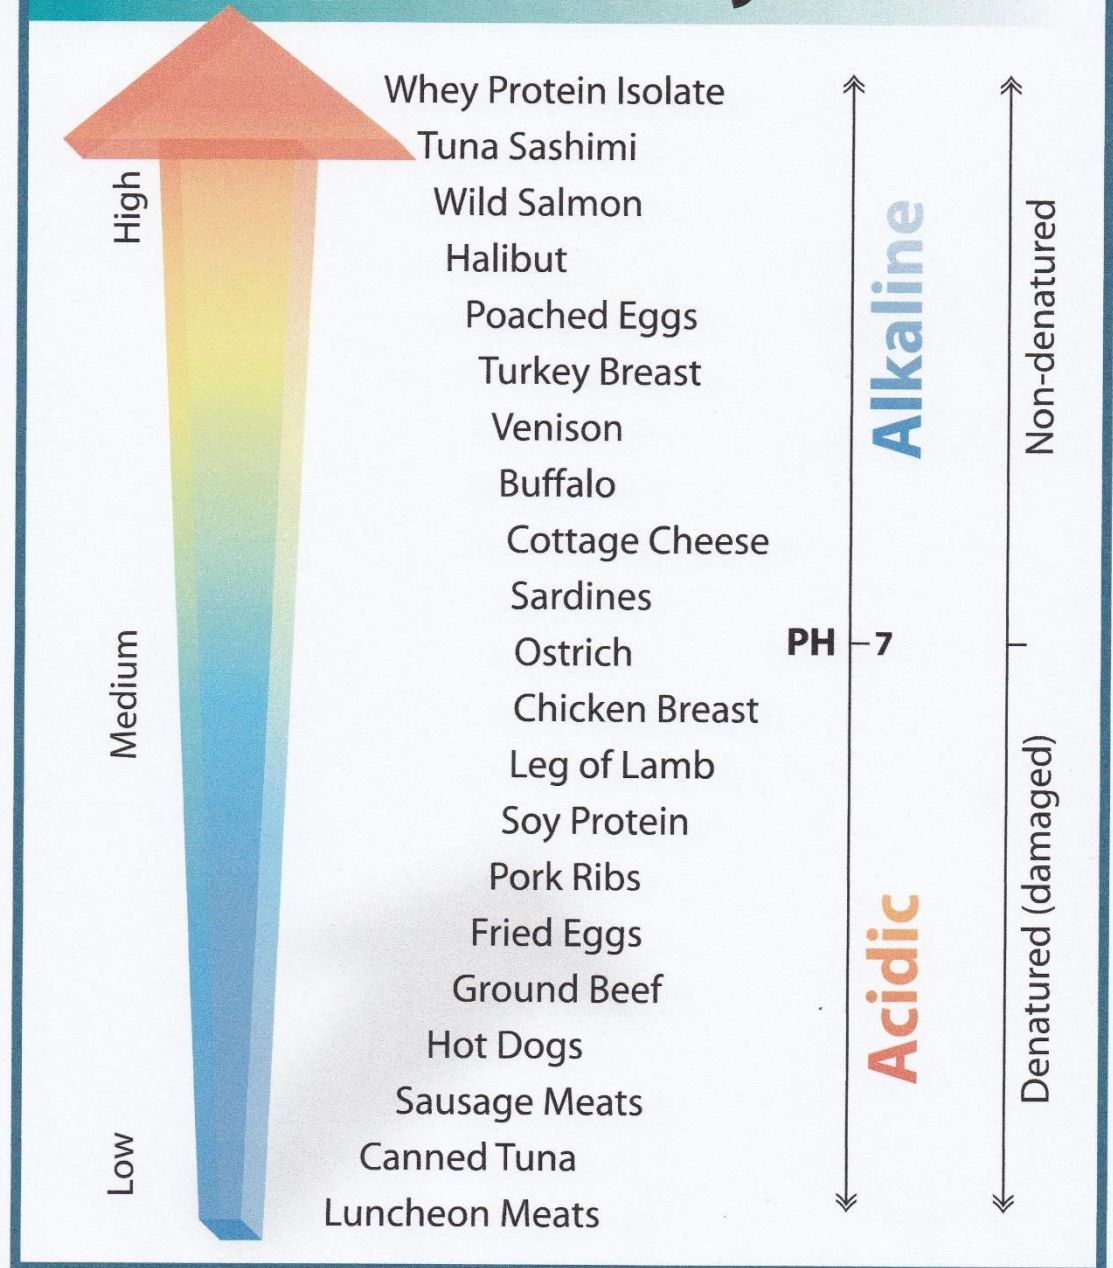 Whey Protein Isolate
Tuna Sashimi
Wild Salmon
Halibut
Poached Eggs
Turkey Breast
Venison
Buffalo
Cottage Cheese
Sardines
Ostrich
Chicken Breast
Leg of Lamb
Soy Protein
Pork Ribs
Fried Eggs
Ground Beef
Hot Dogs
Sausage Meats
Canned Tuna
Luncheon Meats
High
Medium
Low
PH 7
Alkaline
Acidic
Non-denatured
Denatured (damaged)